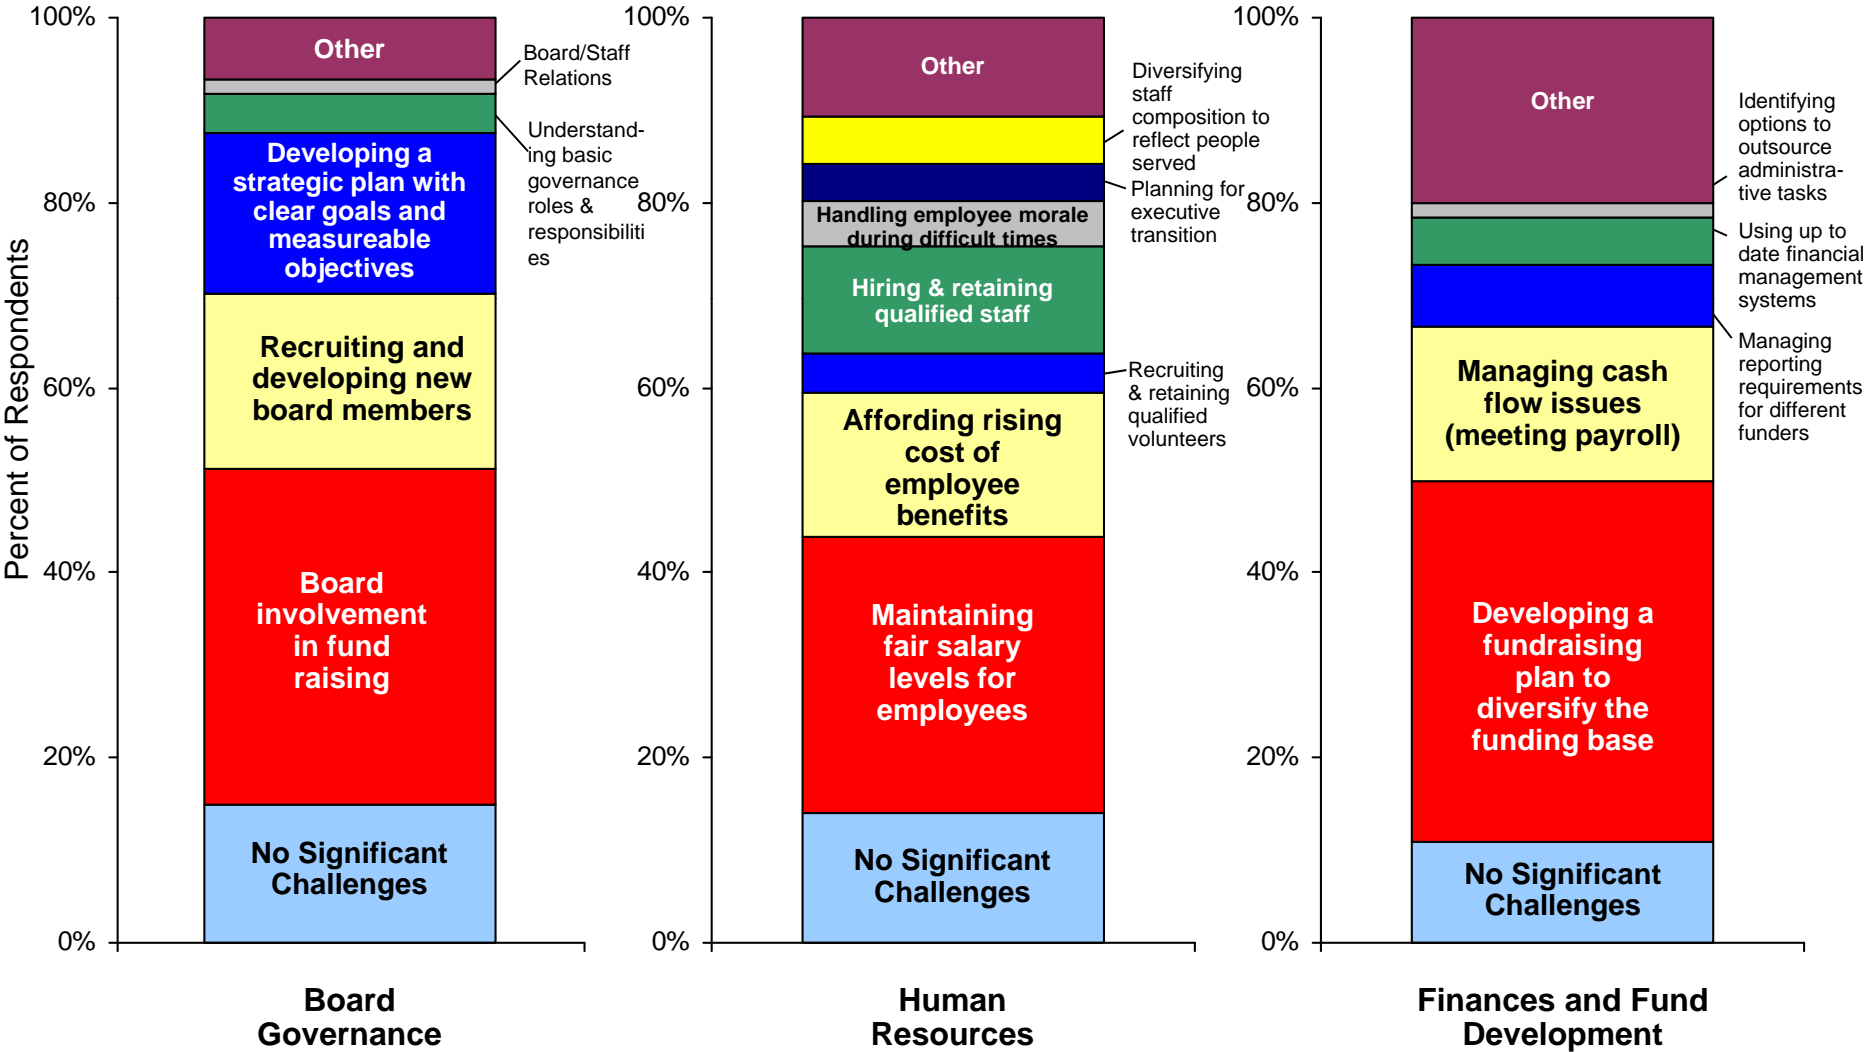 Percent of Respondents
100%
80%
60%
40%
20%
0%
Other
Developing a
strategic plan with
clear goals and
measureable
objectives
Recruiting and
developing new
board members
Board
involvement
in fund
raising
No Significant
Challenges
Board/Staff
Relations
Understand-
ing basic
governance
roles &
responsibiliti
es
Board
Governance
100%
80%
60%
40%
20%
0%
Other
Handling employee morale
during difficult times
Hiring & retaining
qualified staff
Affording rising
cost of
employee
benefits
Maintaining
fair salary
levels for
employees
No Significant
Challenges
Diversifying
staff
composition to
reflect people
served
Planning for
executive
transition
Recruiting
& retaining
qualified
volunteers
Human
Resources
100%
80%
60%
40%
20%
0%
Other
Managing cash
flow issues
(meeting payroll)
Developing a
fundraising
plan to
diversify the
funding base
No Significant
Challenges
Identifying
options to
outsource
administra-
tive tasks
Using up to
date financial
management
systems
Managing
reporting
requirements
for different
funders
Finances and Fund
Development